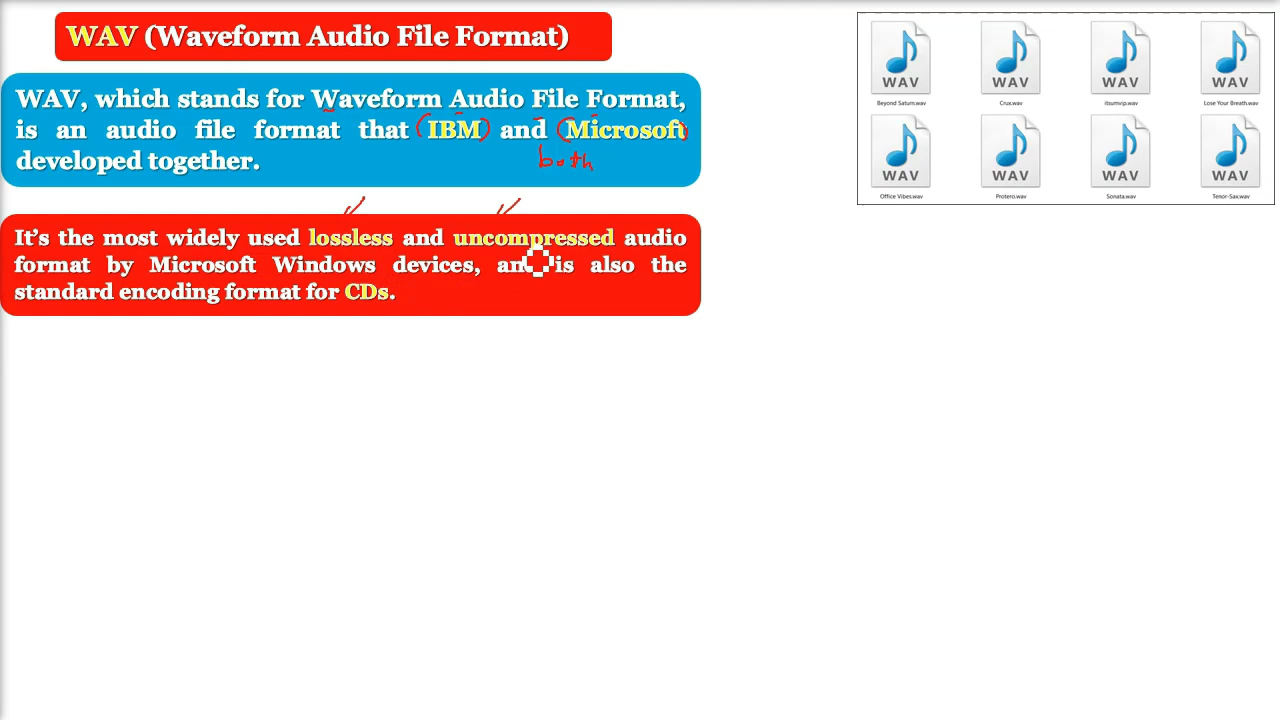 WAV (Waveform Audio File Format)
WAV, which stands for Waveform Audio File Format,
is an audio file format that (IBM) and (Microsoft)
developed together.
both
It's the most widely used lossless and uncompressed audio
format by Microsoft Windows devices, and is also the
standard encoding format for CDs.
WAV WAV WAV WAV
Beyond Saturn.wav Crux.wav itsumvip.wav Lose Your Breath.wav
WAV WAV WAV WAV
Office Vibes.wav Protero.wav Sonata.wav Tenor-Sax.wav